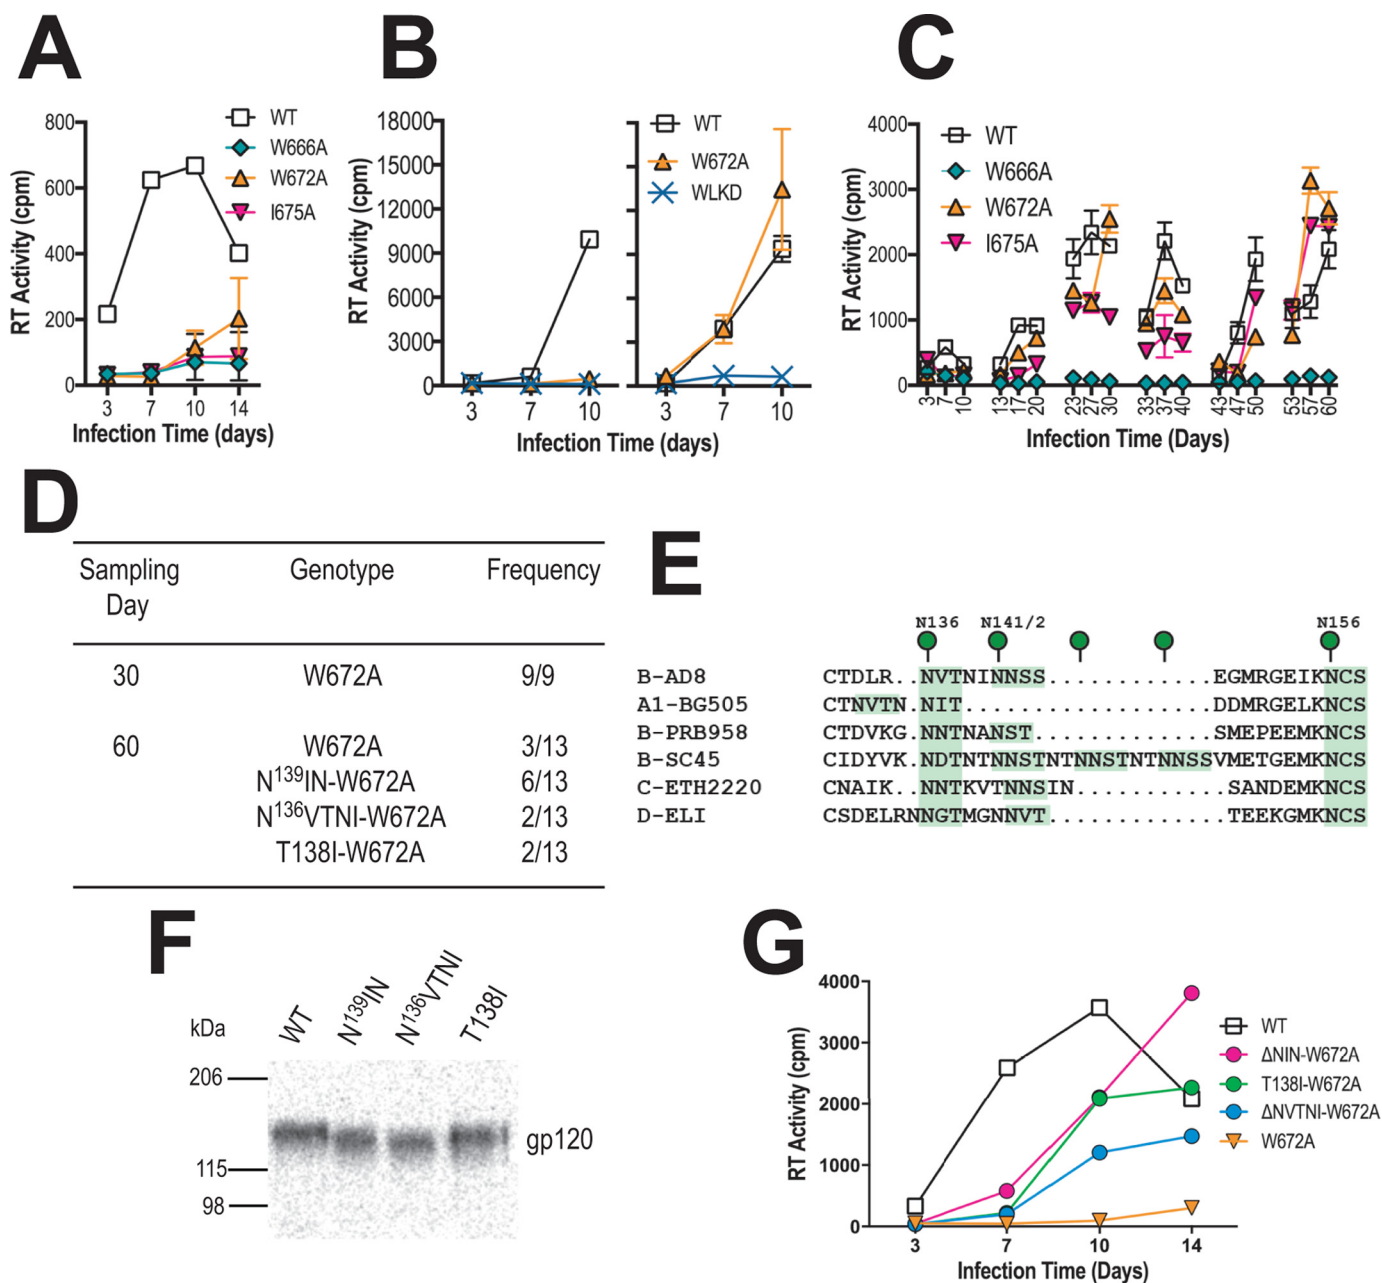 A
800
600
400
200
0
RT Activity (cpm)
3 7 10 14
Infection Time (days)
WT
W666A
W672A
I675A
B
18000
15000
12000
9000
6000
3000
0
RT Activity (cpm)
3 7 10
3 7 10
Infection Time (days)
WT
W672A
WLKD
C
4000
3000
2000
1000
0
RT Activity (cpm)
3 7 10 13 17 20 23 27 30 33 37 40 43 47 50 53 57 60
Infection Time (Days)
WT
W666A
W672A
I675A
D
Sampling Day Genotype Frequency
30 W672A 9/9
60 W672A 3/13
N139IN-W672A 6/13
N136VTNI-W672A 2/13
T138I-W672A 2/13
E
N136 N141/2 N156
B-AD8 CTDLR..NVTNINNSS.............EGMRGEIKNCS
A1-BG505 CTNVTN.NIT...................DDMRGELKNCS
B-PRB958 CTDVKG.NNTNANST..............SMEPEEMKNCS
B-SC45 CIDYVK.NDTNTNNSTNTNNSTNTNNSSVMETGEMKNCS
C-ETH2220 CNAIK..NNTKVTNNSIN............SANDEMKNCS
D-ELI CSDELRNNGTMGNNVT.............TEEKGMKNCS
F
kDa
WT N139IN N136VTNI T138I
206
115
98
gp120
G
4000
3000
2000
1000
0
RT Activity (cpm)
3 7 10 14
Infection Time (Days)
WT
ΔNIN-W672A
T138I-W672A
ΔNVTNI-W672A
W672A